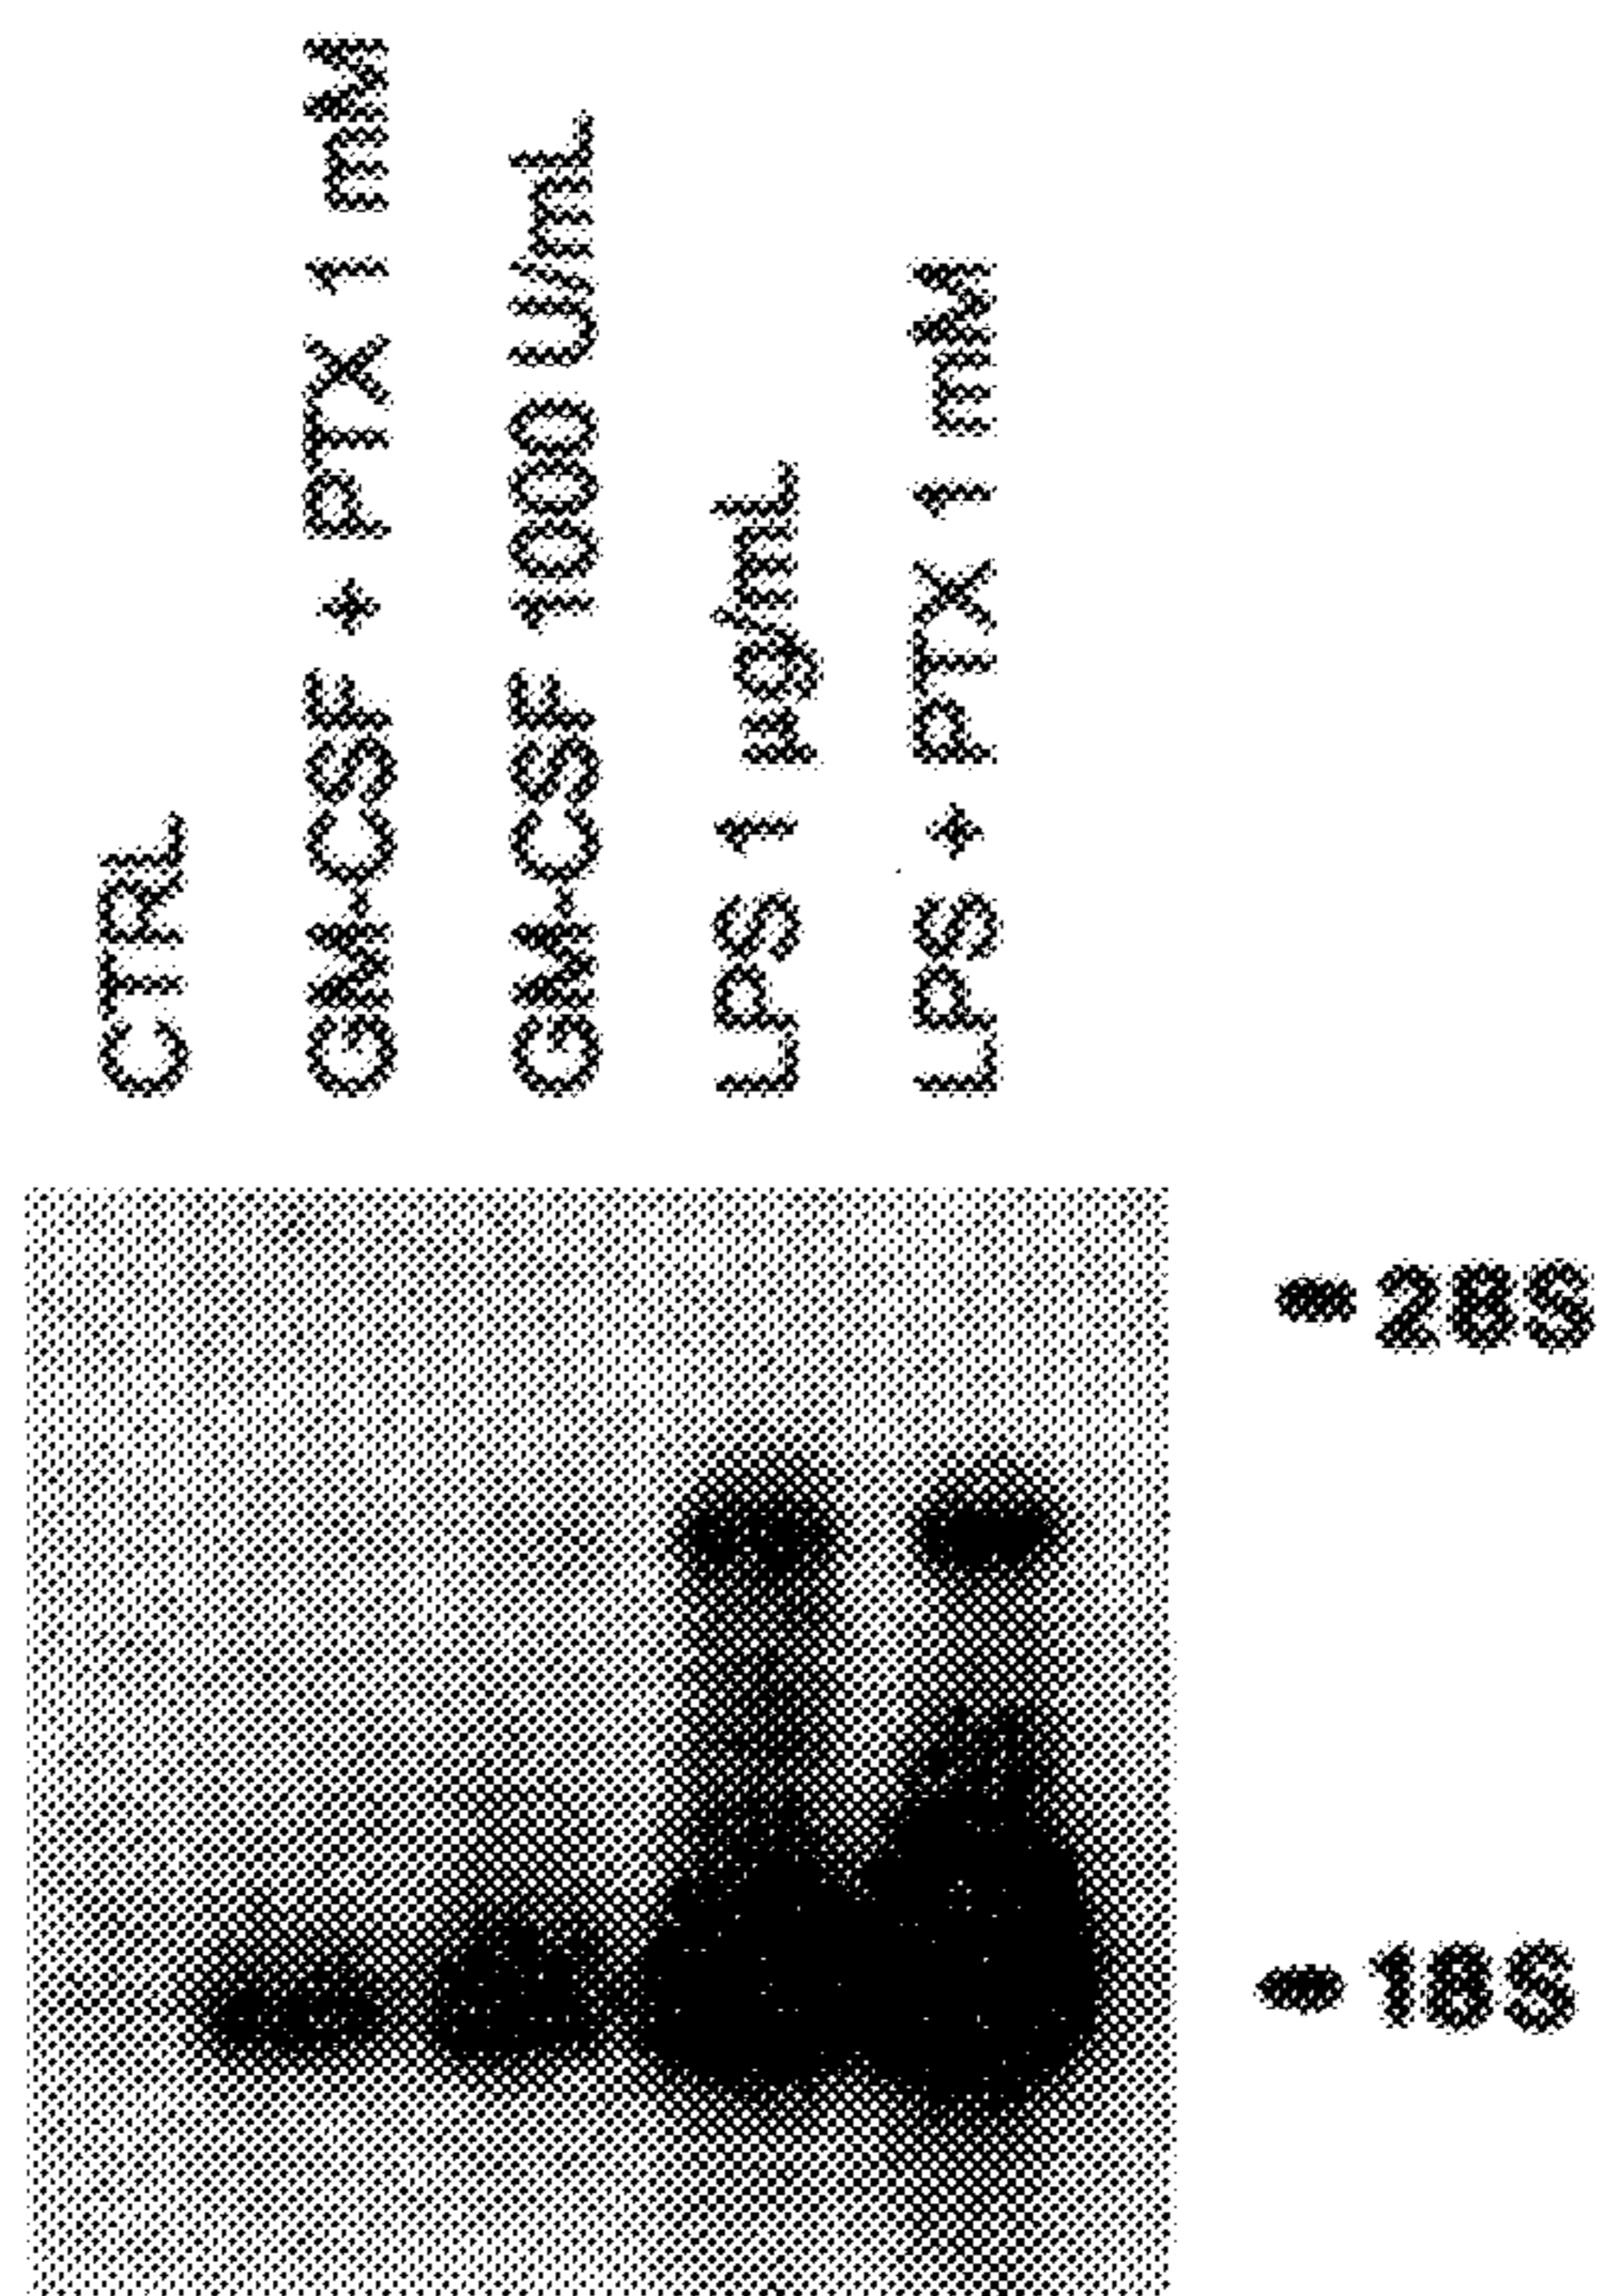 CTRL
GM-CSF + PTX 1 mM
GM-CSF 1000 U/mL
LPS 1 µg/mL
LPS + PTX 1 mM
28S
18S